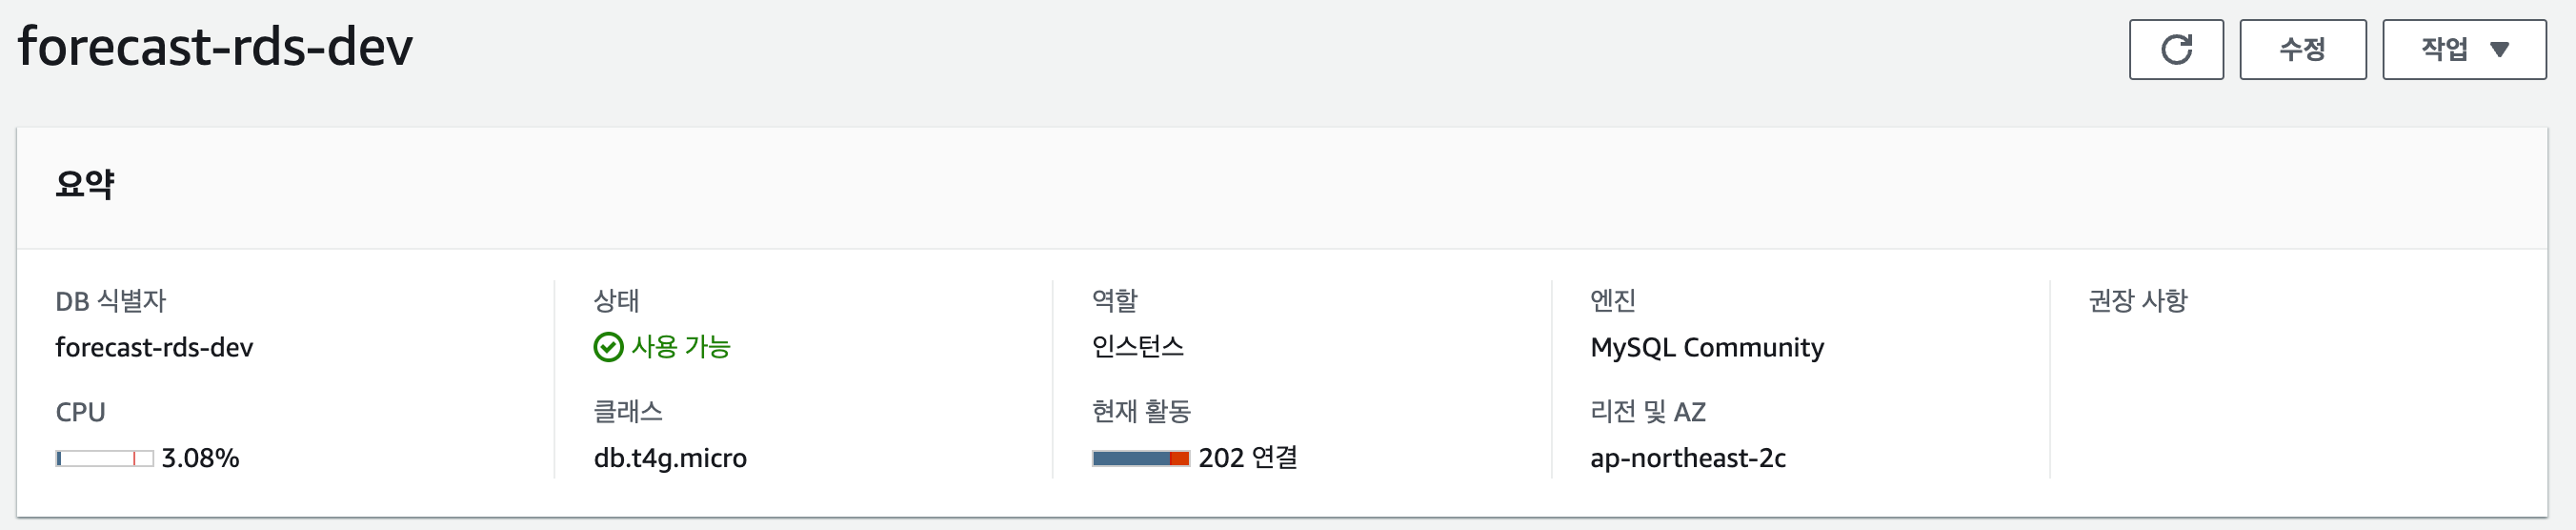 forecast-rds-dev
수정
작업
요약
DB 식별자
forecast-rds-dev
CPU
3.08%
상태
사용 가능
클래스
db.t4g.micro
역할
인스턴스
현재 활동
202 연결
엔진
MySQL Community
리전 및 AZ
ap-northeast-2c
권장 사항